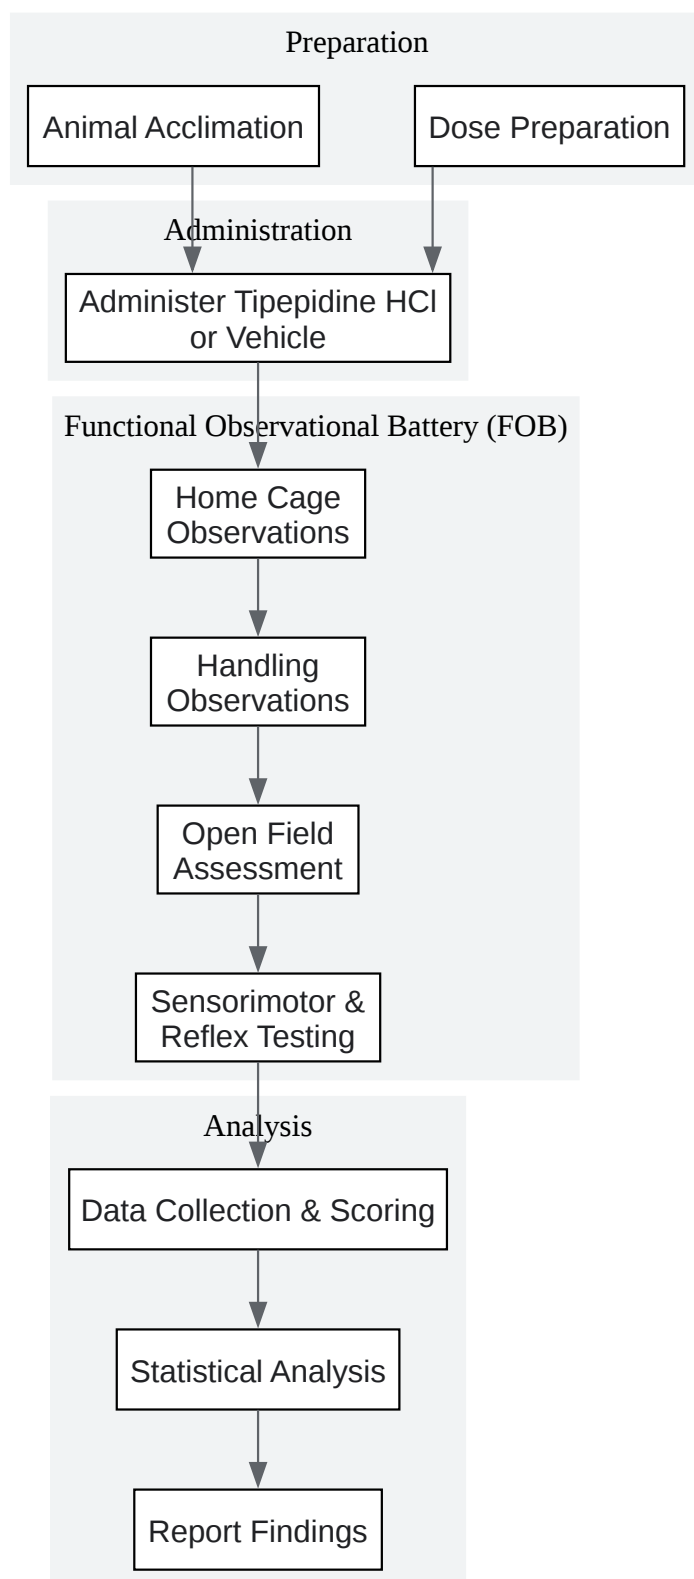 Preparation
Animal Acclimation
Dose Preparation
Administration
Administer Tipepidine HCl
or Vehicle
Functional Observational Battery (FOB)
Home Cage
Observations
Handling
Observations
Open Field
Assessment
Sensorimotor &
Reflex Testing
Analysis
Data Collection & Scoring
Statistical Analysis
Report Findings